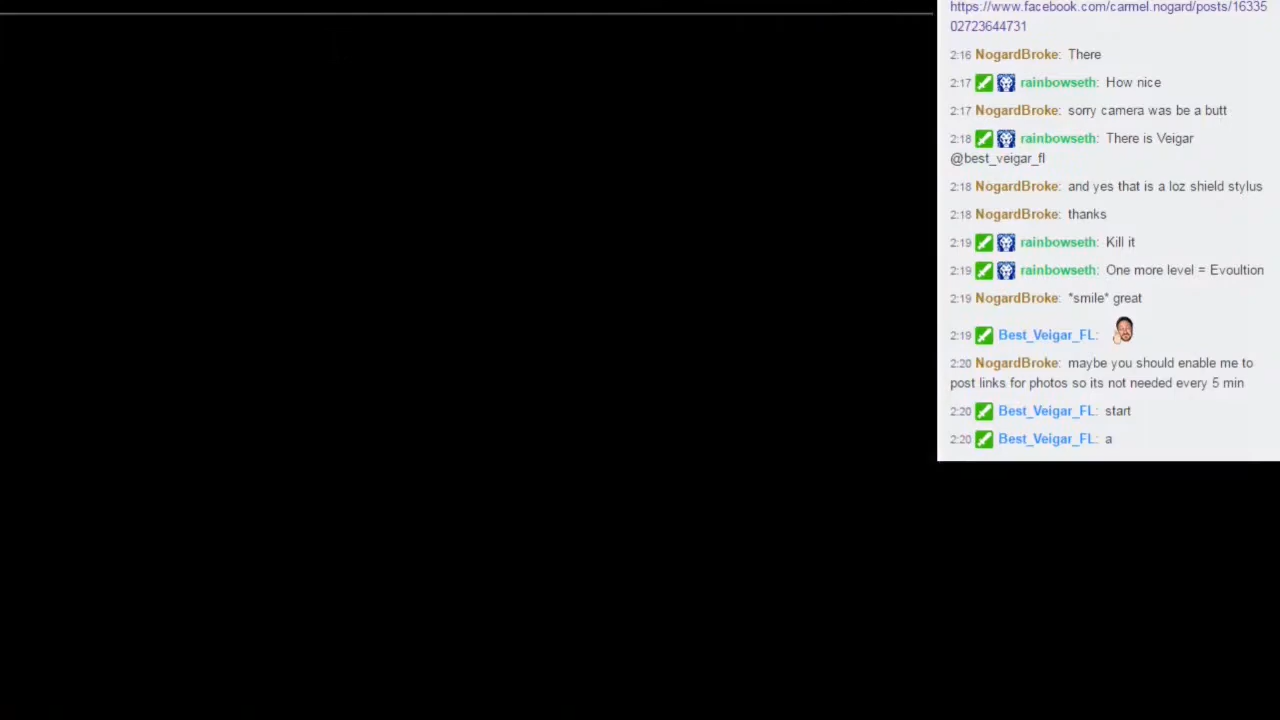 https://www.facebook.com/carmel.nogard/posts/16335
02723644731
2:16 NogardBroke: There
2:17 rainbowseth: How nice
2:17 NogardBroke: sorry camera was be a butt
2:18 rainbowseth: There is Veigar
@best_veigar_fl
2:18 NogardBroke: and yes that is a loz shield stylus
2:18 NogardBroke: thanks
2:19 rainbowseth: Kill it
2:19 rainbowseth: One more level = Evoultion
2:19 NogardBroke: *smile* great
2:19 Best_Veigar_FL:
2:20 NogardBroke: maybe you should enable me to
post links for photos so its not needed every 5 min
2:20 Best_Veigar_FL: start
2:20 Best_Veigar_FL: a